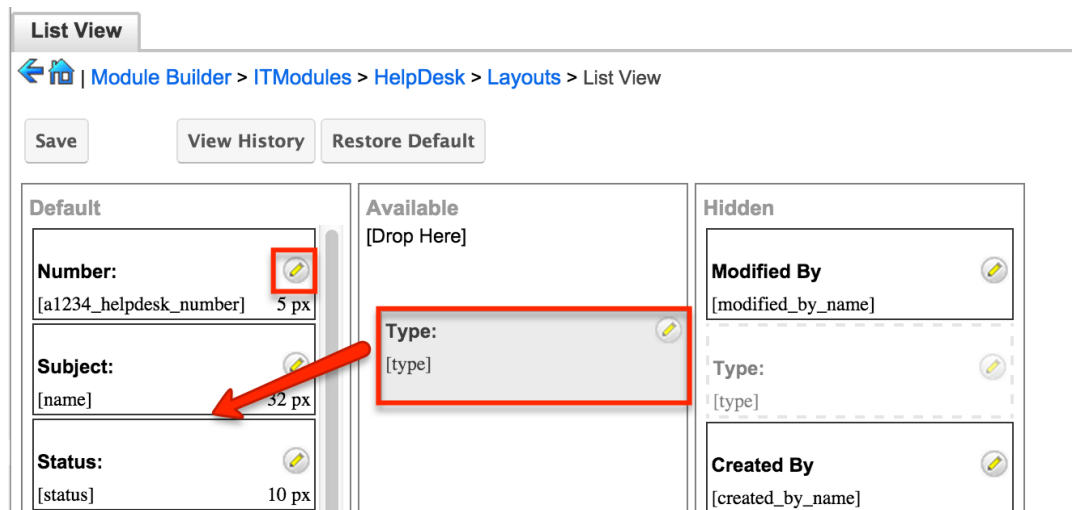 List View
| Module Builder > ITModules > HelpDesk > Layouts > List View
Save
View History
Restore Default
Default
Number:
[a1234_helpdesk_number] 5 px
Subject:
[name] 32 px
Status:
[status] 10 px
Available
[Drop Here]
Type:
[type]
Hidden
Modified By
[modified_by_name]
Type:
[type]
Created By
[created_by_name]